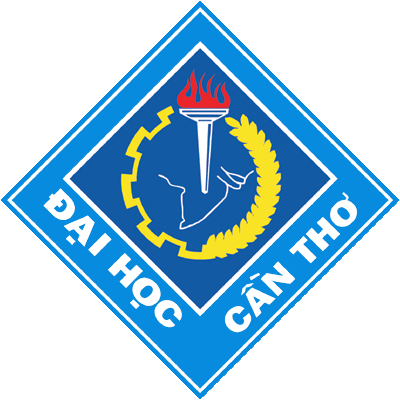 ĐẠI HỌC
CẦN THƠ